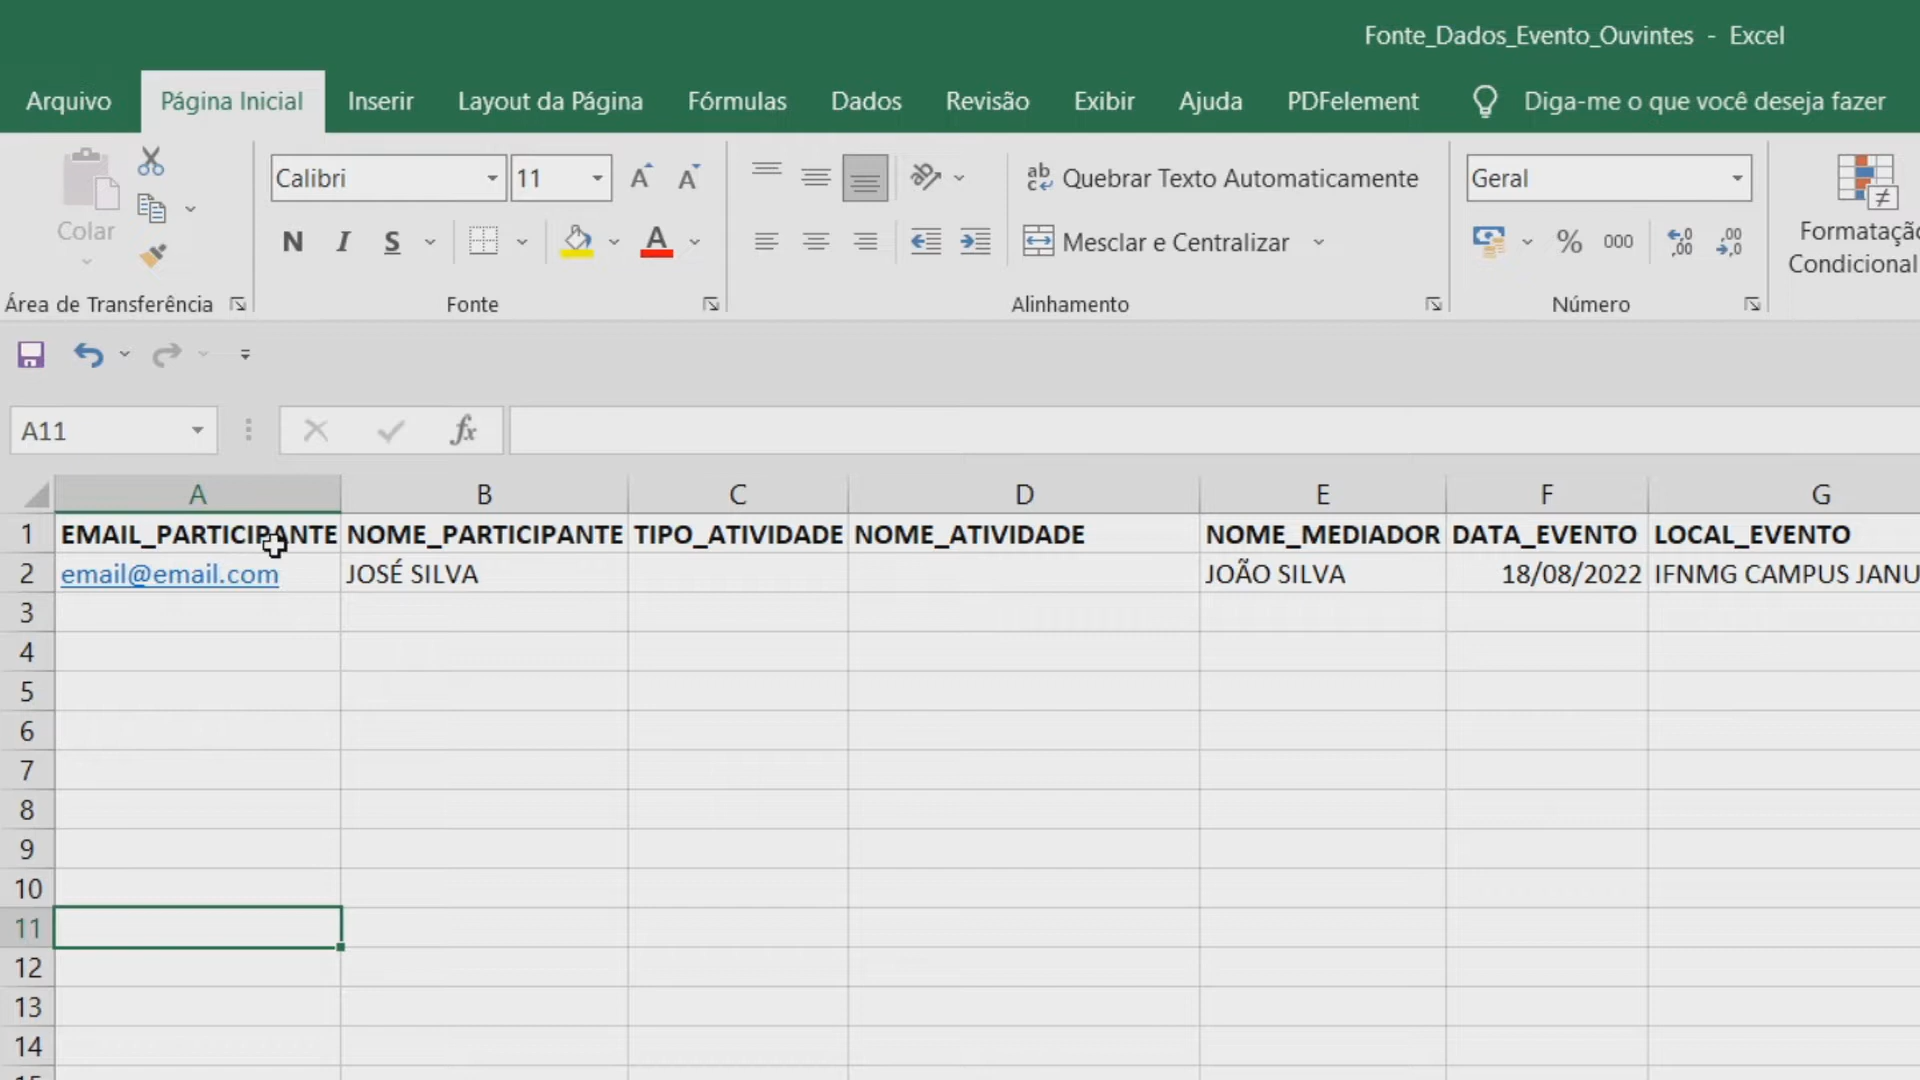 Fonte_Dados_Evento_Ouvintes - Excel
Arquivo Página Inicial Inserir Layout da Página Fórmulas Dados Revisão Exibir Ajuda PDFelement Diga-me o que você deseja fazer
Calibri 11 A A ab Quebrar Texto Automaticamente Geral
Colar N I S A Mesclar e Centralizar % 000 ,00
Formatação
Condicional
Área de Transferência Fonte Alinhamento Número
A11 fx
A B C D E F G
1 EMAIL_PARTICIPANTE NOME_PARTICIPANTE TIPO_ATIVIDADE NOME_ATIVIDADE NOME_MEDIADOR DATA_EVENTO LOCAL_EVENTO
2 email@email.com JOSÉ SILVA JOÃO SILVA 18/08/2022 IFNMG CAMPUS JANU
3
4
5
6
7
8
9
10
11
12
13
14